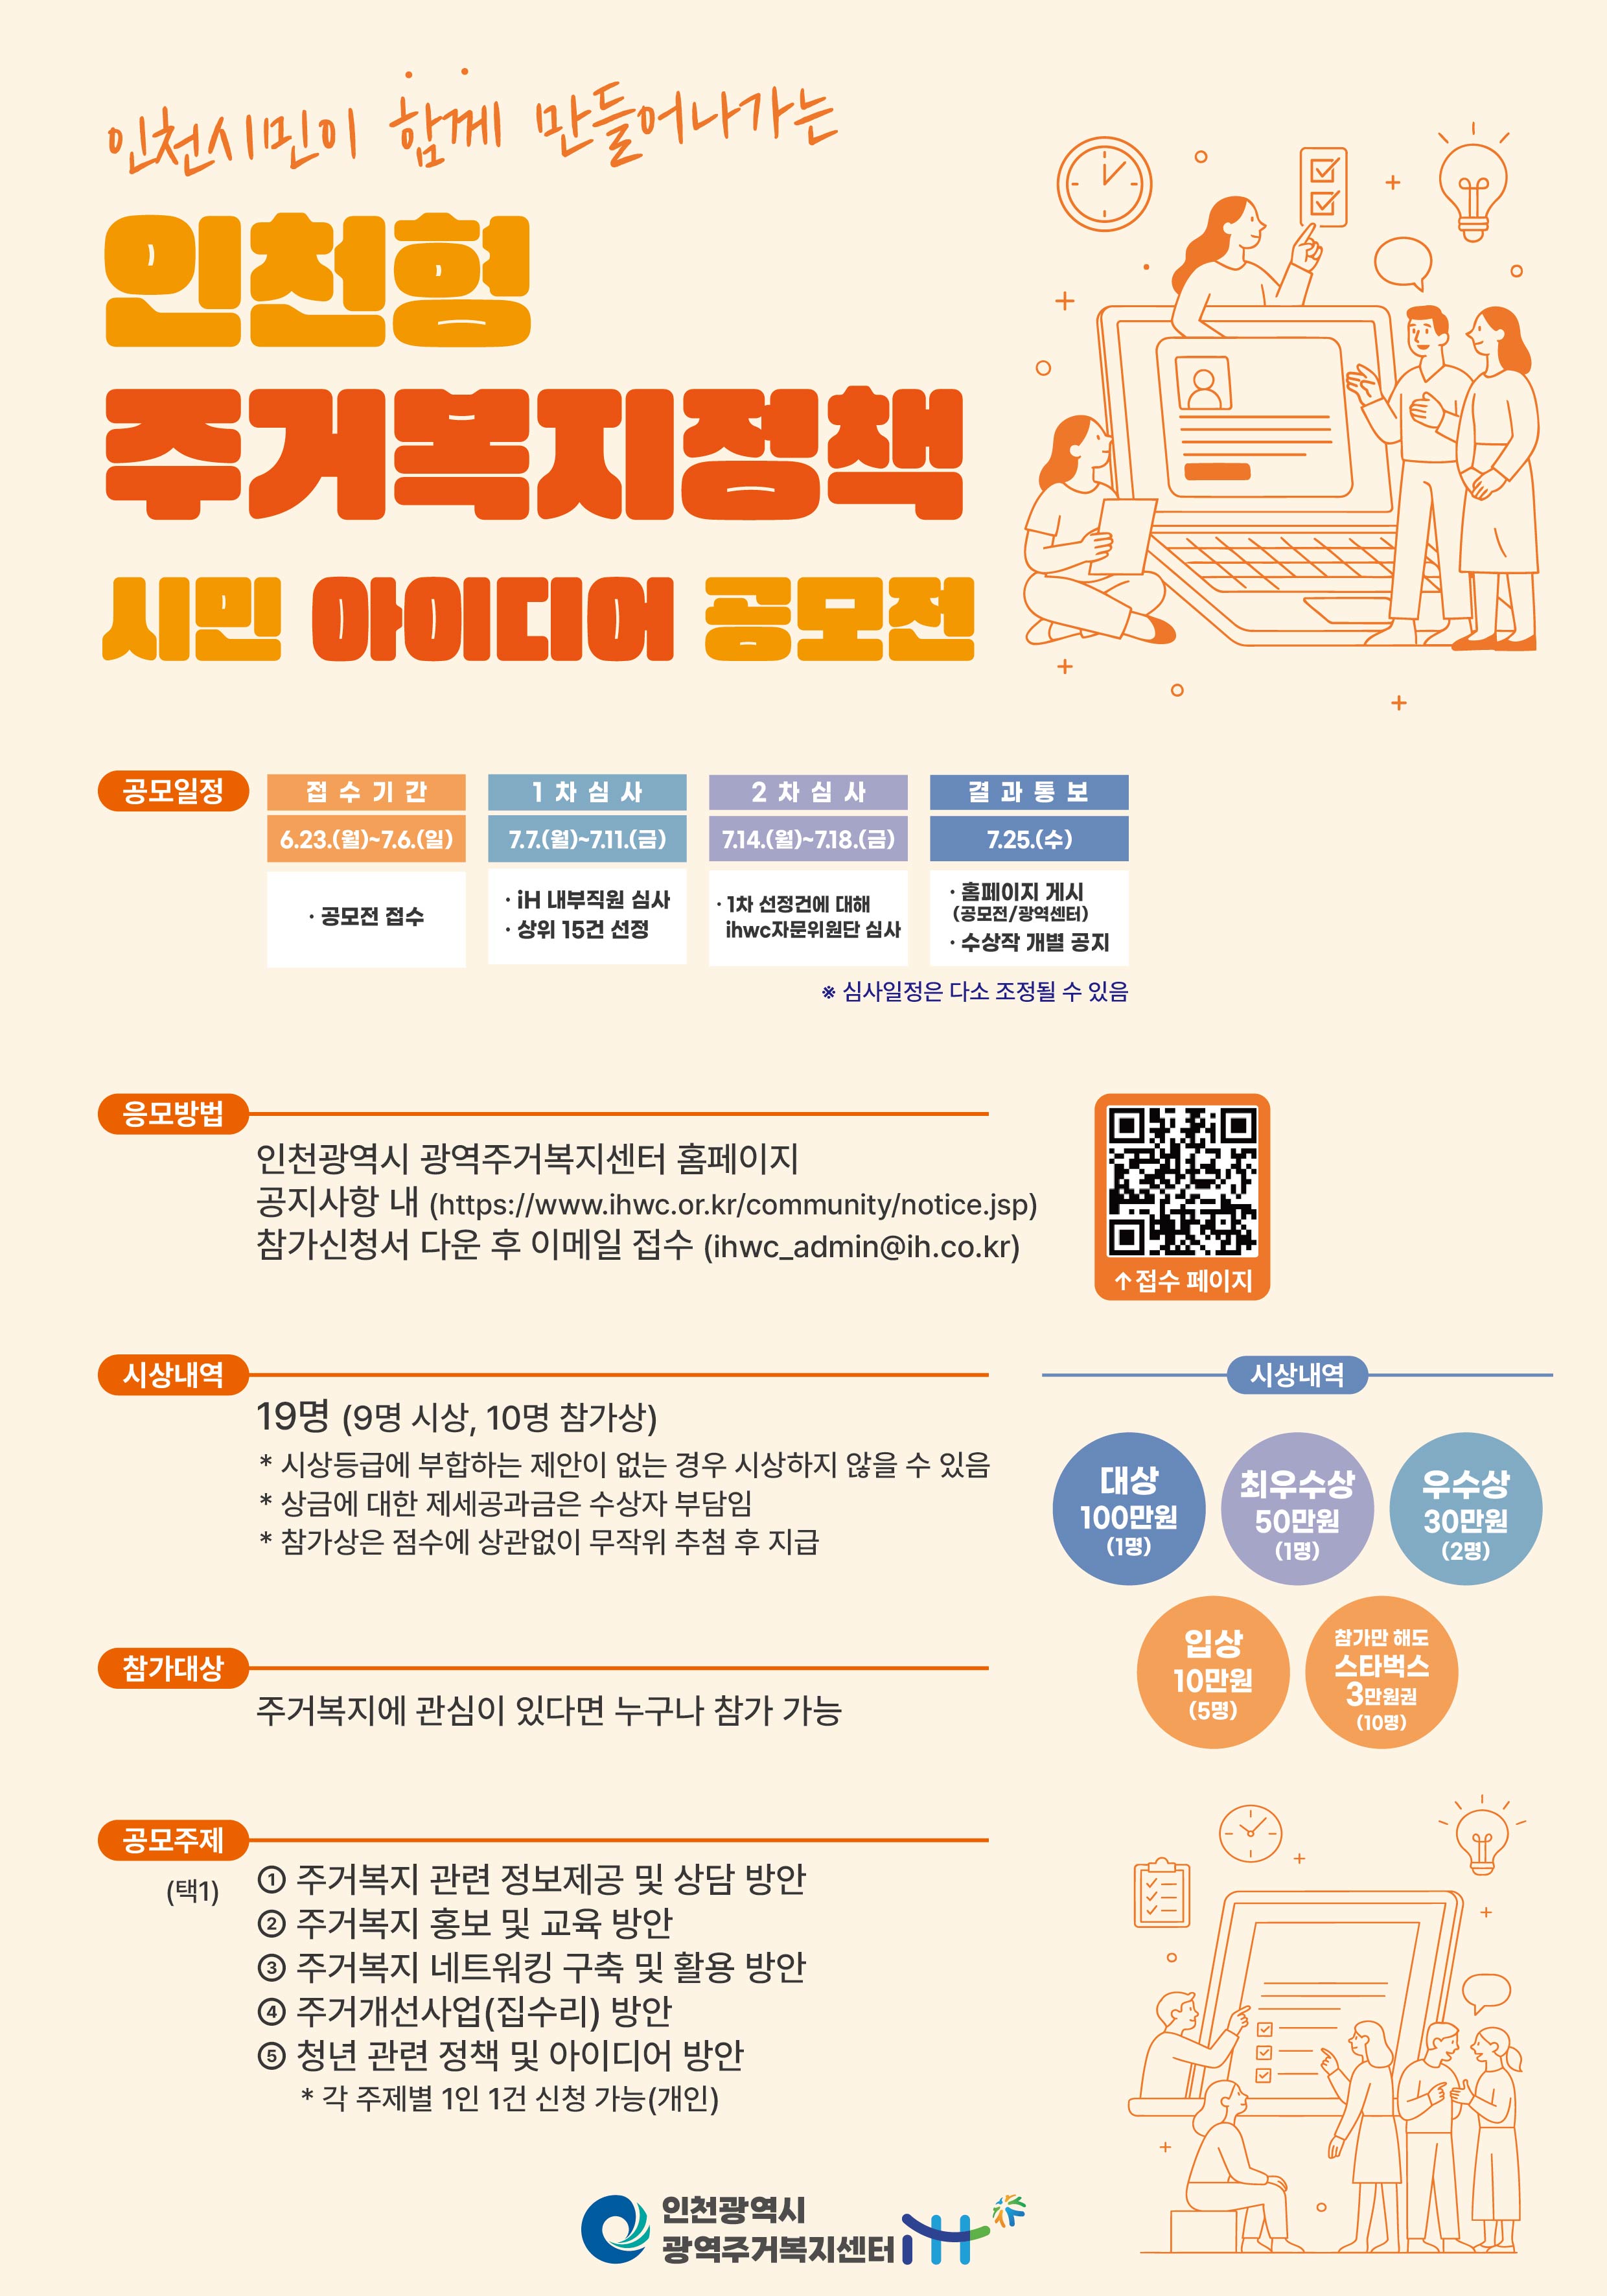 인천시민이 함께 만들어나가는
인천형
주거복지정책
시민 아이디어 공모전
공모일정
접수기간
6.23.(월)~7.6.(일)
· 공모전 접수
1차심사
7.7.(월)~7.11.(금)
· iH 내부직원 심사
· 상위 15건 선정
2차심사
7.14.(월)~7.18.(금)
· 1차 선정건에 대해
ihwc자문위원단 심사
결과통보
7.25.(수)
· 홈페이지 게시
(공모전/광역센터)
· 수상작 개별 공지
※ 심사일정은 다소 조정될 수 있음
응모방법
인천광역시 광역주거복지센터 홈페이지
공지사항 내 (https://www.ihwc.or.kr/community/notice.jsp)
참가신청서 다운 후 이메일 접수 (ihwc_admin@ih.co.kr)
↑접수 페이지
시상내역
19명 (9명 시상, 10명 참가상)
* 시상등급에 부합하는 제안이 없는 경우 시상하지 않을 수 있음
* 상금에 대한 제세공과금은 수상자 부담임
* 참가상은 점수에 상관없이 무작위 추첨 후 지급
시상내역
대상
100만원
(1명)
최우수상
50만원
(1명)
우수상
30만원
(2명)
입상
10만원
(5명)
참가만 해도
스타벅스
3만원권
(10명)
참가대상
주거복지에 관심이 있다면 누구나 참가 가능
공모주제
(택1)
① 주거복지 관련 정보제공 및 상담 방안
② 주거복지 홍보 및 교육 방안
③ 주거복지 네트워킹 구축 및 활용 방안
④ 주거개선사업(집수리) 방안
⑤ 청년 관련 정책 및 아이디어 방안
* 각 주제별 1인 1건 신청 가능(개인)
인천광역시
광역주거복지센터
iH